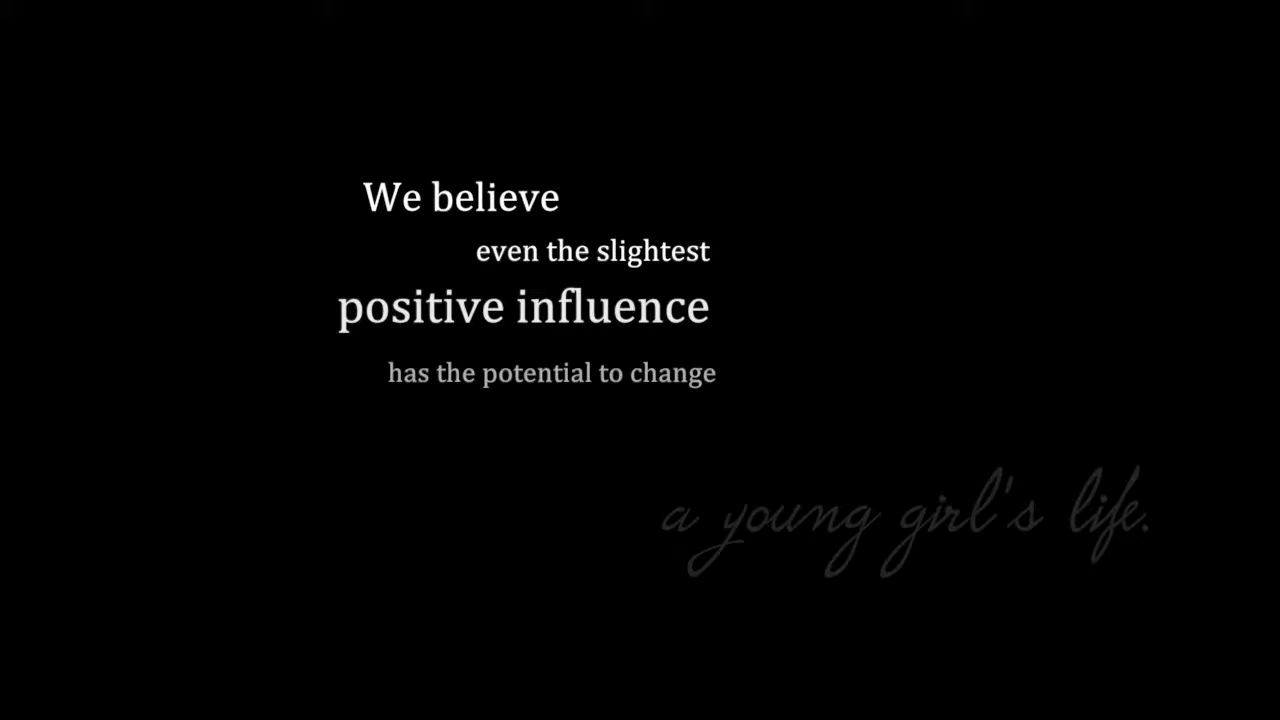 We believe
even the slightest
positive influence
has the potential to change
a young girl's life.